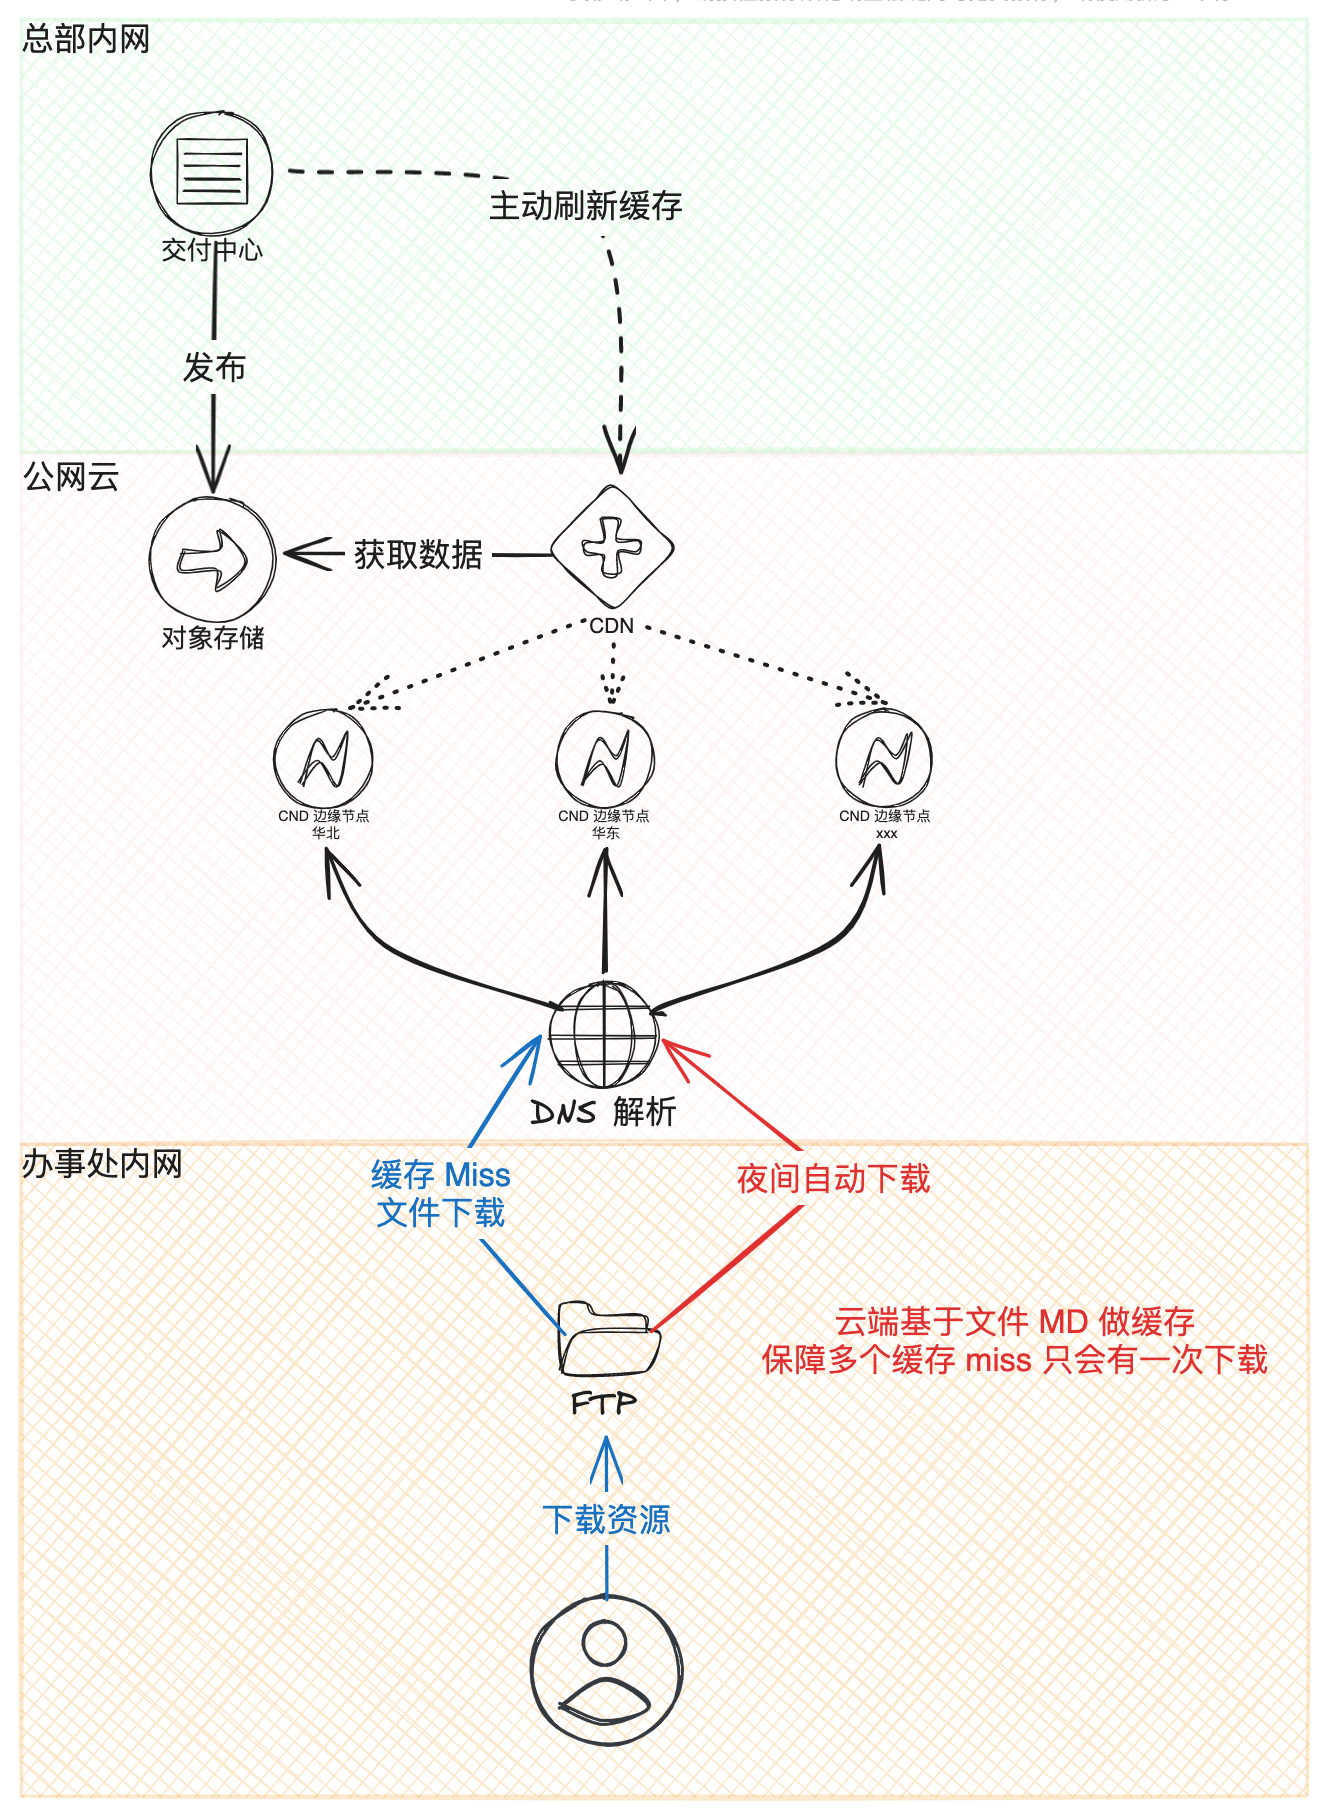 总部内网
主动刷新缓存
交付中心
发布
公网云
获取数据
对象存储
CDN
CND 边缘节点
华北
CND 边缘节点
华东
CND 边缘节点
xxx
DNS 解析
办事处内网
缓存 Miss
文件下载
夜间自动下载
云端基于文件 MD 做缓存
保障多个缓存 miss 只会有一次下载
FTP
下载资源